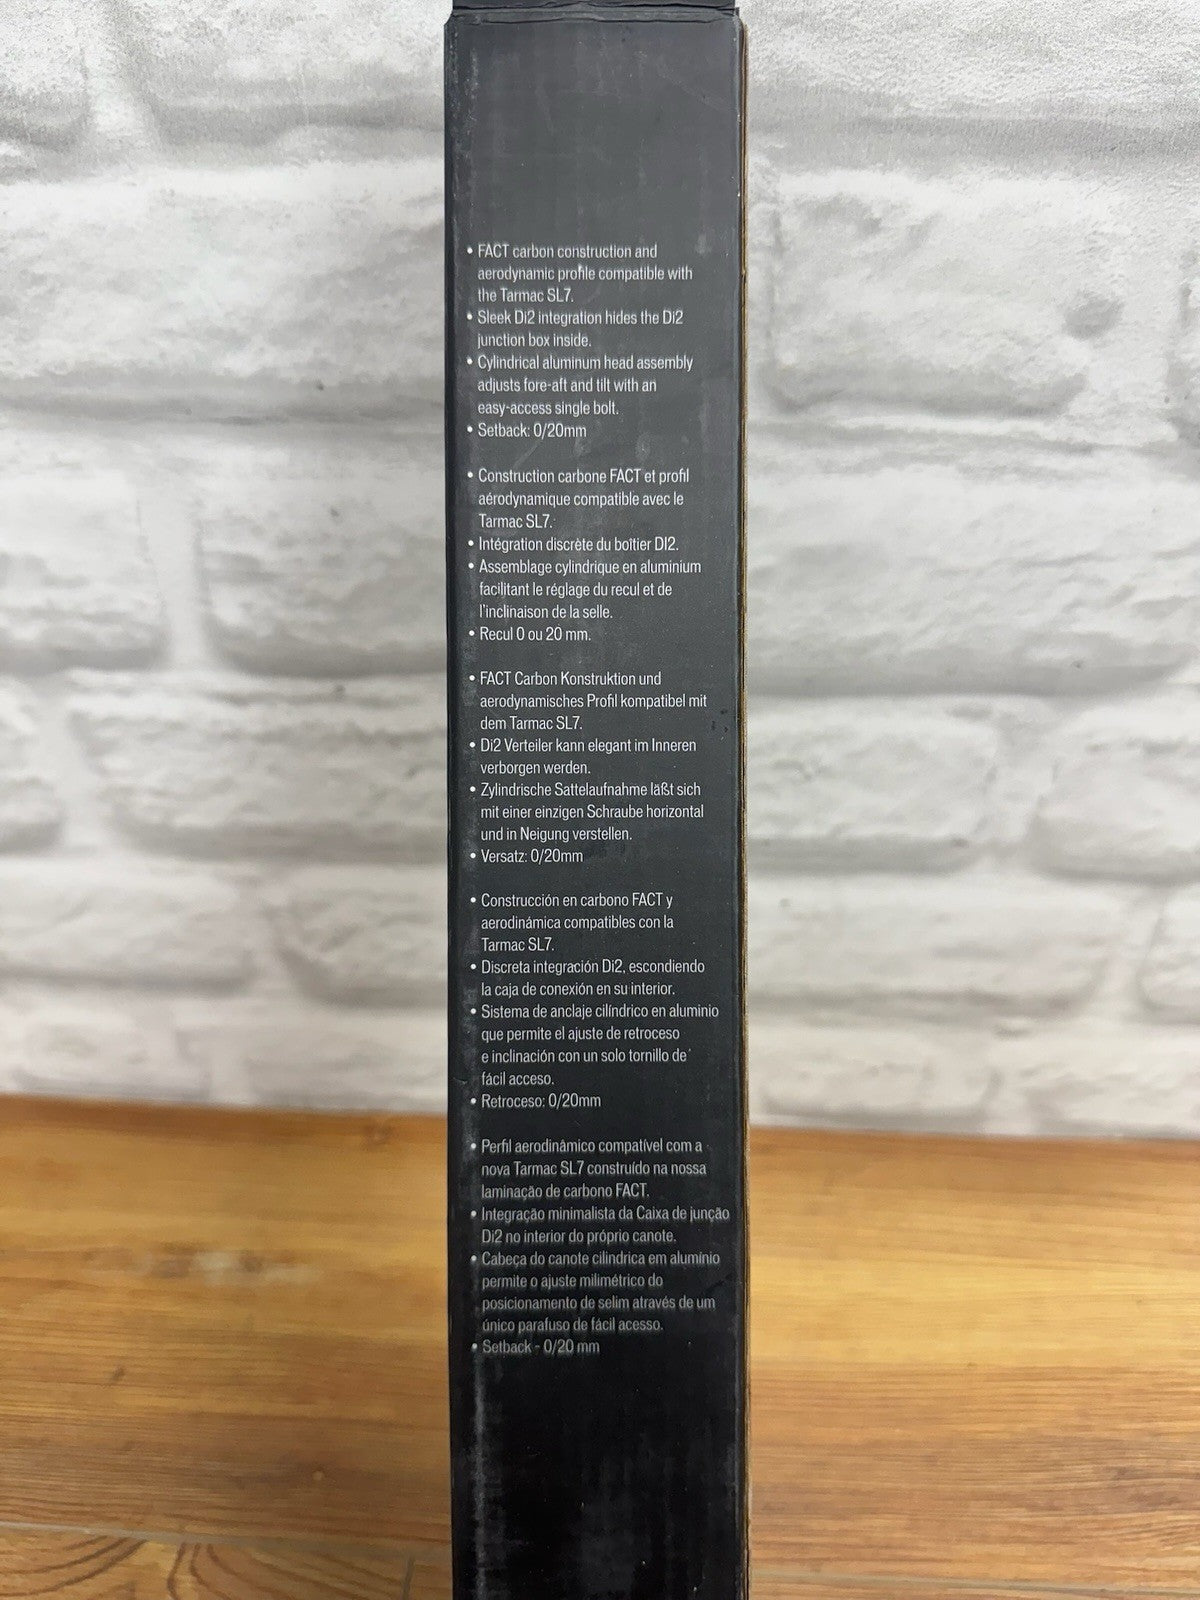 • FACT carbon construction and
aerodynamic profile compatible with
the Tarmac SL7.
• Sleek Di2 integration hides the Di2
junction box inside.
• Cylindrical aluminum head assembly
adjusts fore-aft and tilt with an
easy-access single bolt.
• Setback: 0/20mm
• Construction carbone FACT et profil
aérodynamique compatible avec le
Tarmac SL7.
• Intégration discrète du boîtier DI2.
• Assemblage cylindrique en aluminium
facilitant le réglage du recul et de
l'inclinaison de la selle.
• Recul 0 ou 20 mm.
• FACT Carbon Konstruktion und
aerodynamisches Profil kompatibel mit
dem Tarmac SL7.
• Di2 Verteiler kann elegant im Inneren
verborgen werden.
• Zylindrische Sattelaufnahme läßt sich
mit einer einzigen Schraube horizontal
und in Neigung verstellen.
• Versatz: 0/20mm
• Construcción en carbono FACT y
aerodinámica compatibles con la
Tarmac SL7.
• Discreta integración Di2, escondiendo
la caja de conexión en su interior.
• Sistema de anclaje cilíndrico en aluminio
que permite el ajuste de retroceso
e inclinación con un solo tornillo de
fácil acceso.
• Retroceso: 0/20mm
• Perfil aerodinâmico compatível com a
nova Tarmac SL7 construído na nossa
laminação de carbono FACT.
• Integração minimalista da Caixa de junção
Di2 no interior do próprio canote.
• Cabeça do canote cilindrica em alumínio
permite o ajuste milimétrico do
posicionamento de selim através de um
único parafuso de fácil acesso.
• Setback - 0/20 mm